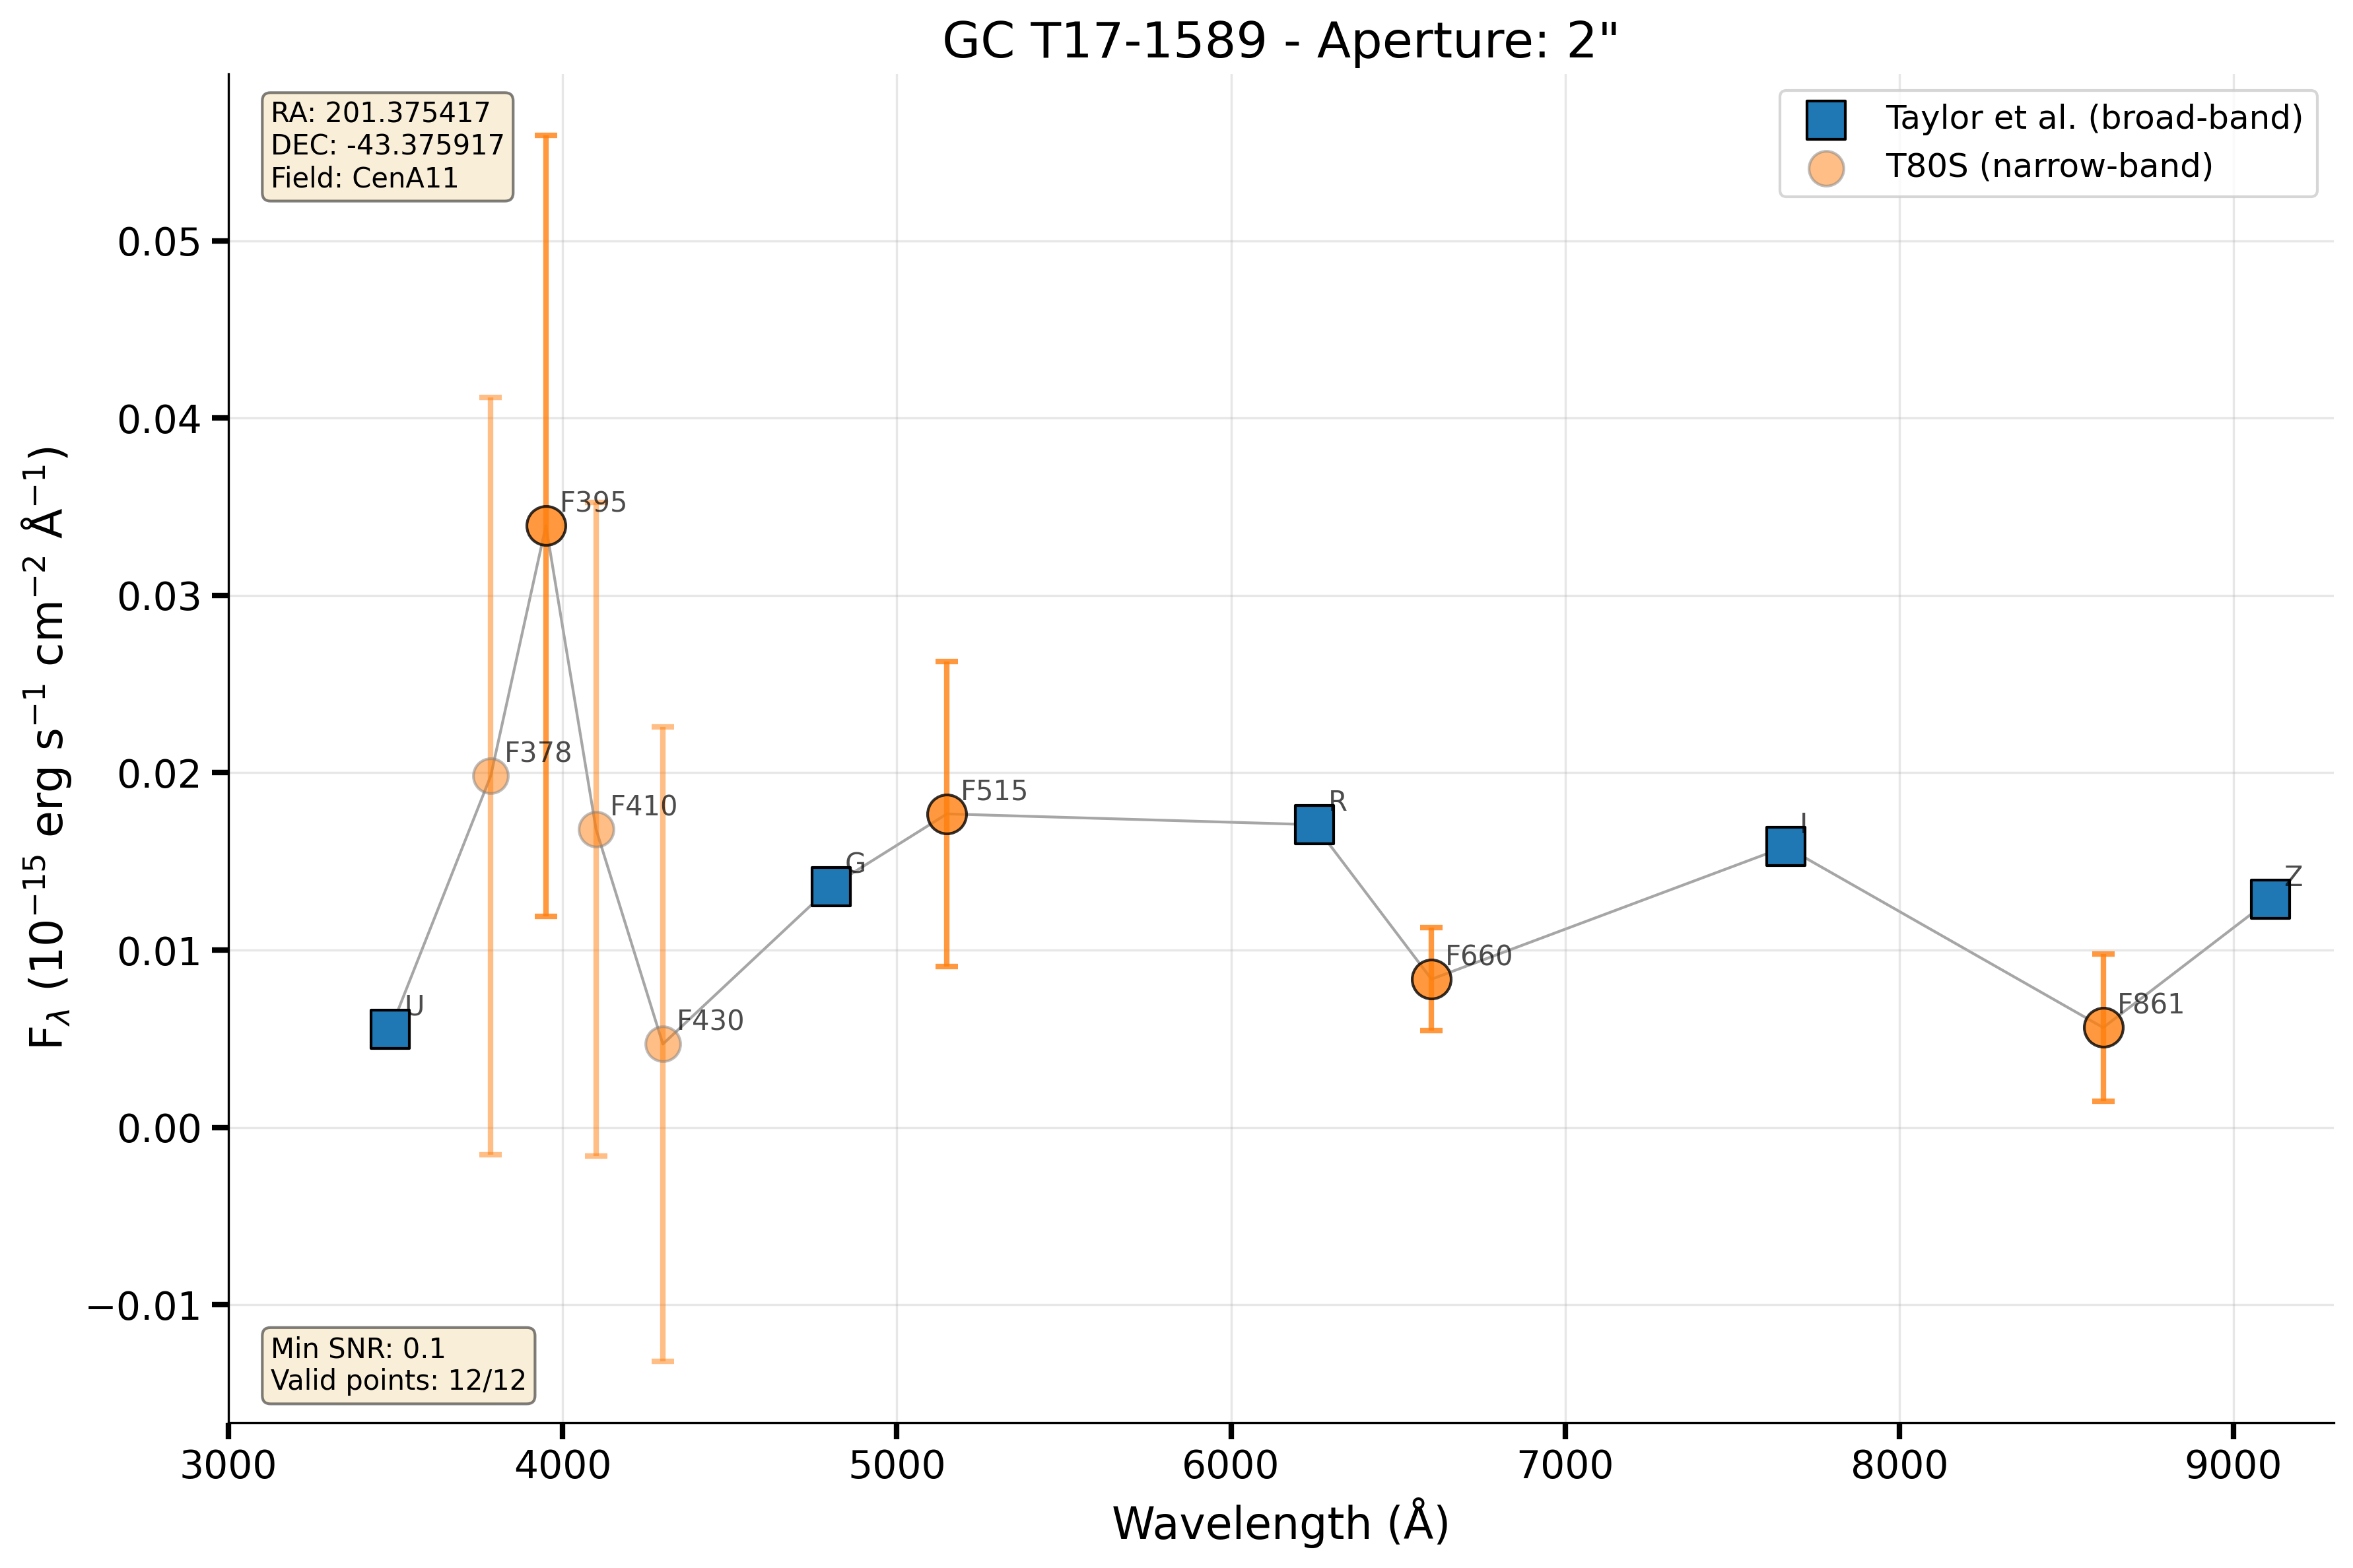 GC T17-1589 - Aperture: 2"
RA: 201.375417
DEC: -43.375917
Field: CenA11
Taylor et al. (broad-band)
T80S (narrow-band)
F$_λ$ (10$^{−15}$ erg s$^{−1}$ cm$^{−2}$ Å$^{−1}$)
0.05
0.04
0.03
0.02
0.01
0.00
−0.01
U
F378
F395
F410
F430
G
F515
R
F660
I
F861
Z
Min SNR: 0.1
Valid points: 12/12
3000 4000 5000 6000 7000 8000 9000
Wavelength (Å)